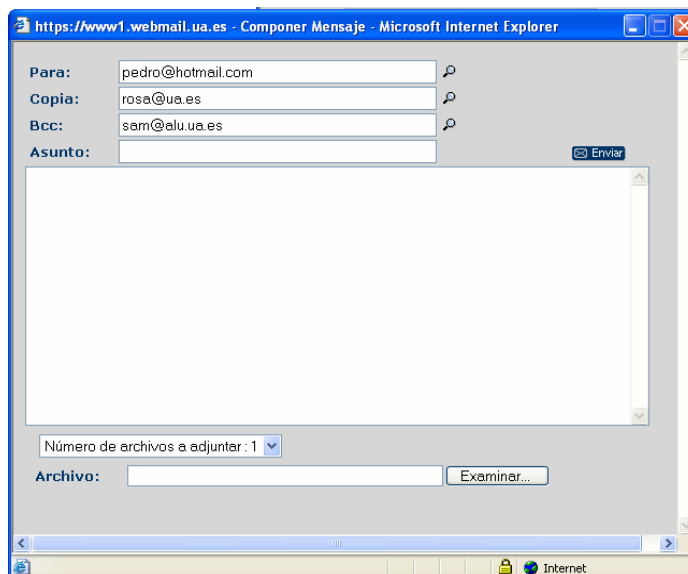 https://www1.webmail.ua.es - Componer Mensaje - Microsoft Internet Explorer
Para: pedro@hotmail.com
Copia: rosa@ua.es
Bcc: sam@alu.ua.es
Asunto:
Enviar
Número de archivos a adjuntar : 1
Archivo: Examinar...
Internet